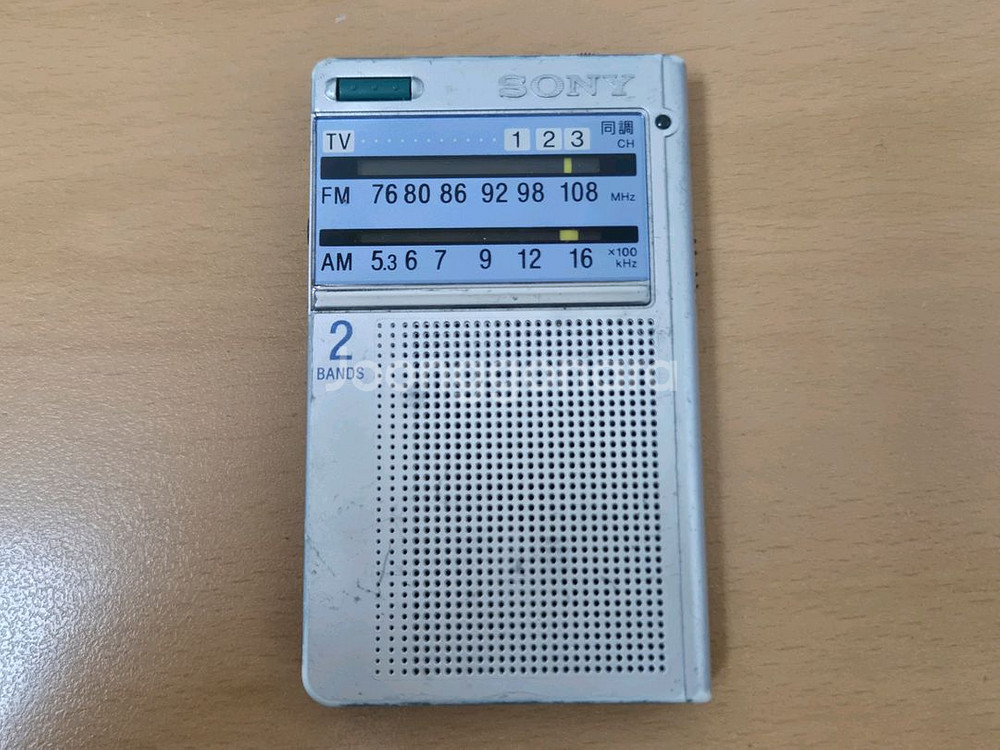 SONY
TV 1 2 3 同調 CH
FM 76 80 86 92 98 108 MHz
AM 5.3 6 7 9 12 16 ×100 kHz
2
BANDS
Joonggonara